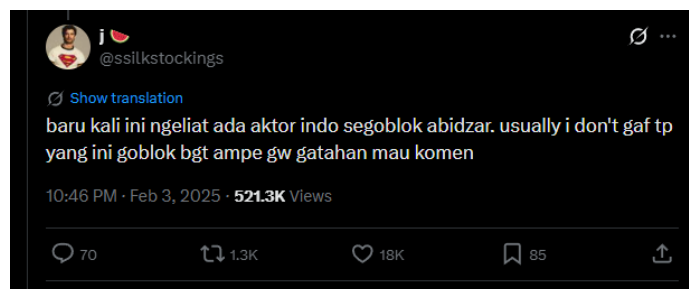 j 🍉
@ssilkstockings
Show translation
baru kali ini ngeliat ada aktor indo segoblok abidzar. usually i don't gaf tp
yang ini goblok bgt ampe gw gatahan mau komen
10:46 PM · Feb 3, 2025 · 521.3K Views
70 1.3K 18K 85